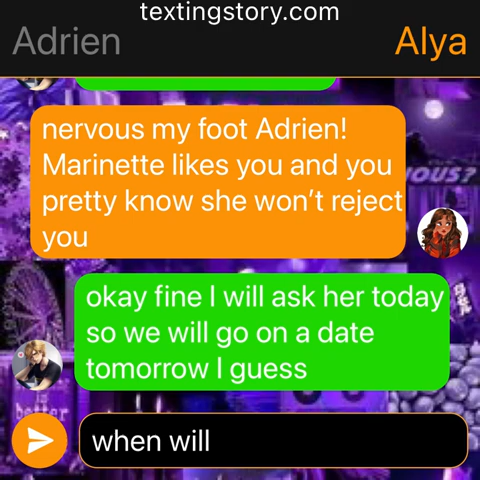 textingstory.com
Adrien
Alya
nervous my foot Adrien!
Marinette likes you and you
pretty know she won’t reject
you
okay fine I will ask her today
so we will go on a date
tomorrow I guess
when will